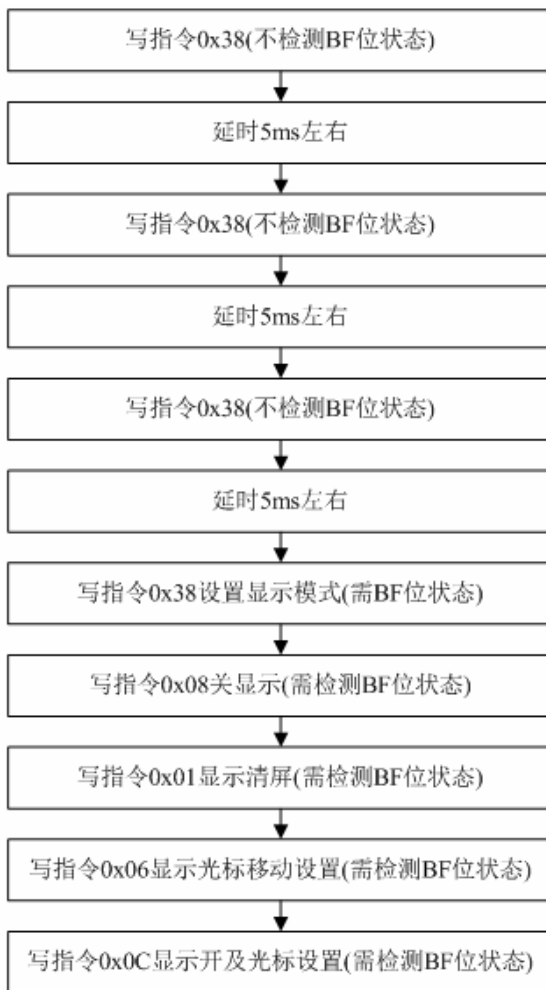 写指令0x38(不检测BF位状态)
延时5ms左右
写指令0x38(不检测BF位状态)
延时5ms左右
写指令0x38(不检测BF位状态)
延时5ms左右
写指令0x38设置显示模式(需BF位状态)
写指令0x08关显示(需检测BF位状态)
写指令0x01显示清屏(需检测BF位状态)
写指令0x06显示光标移动设置(需检测BF位状态)
写指令0x0C显示开及光标设置(需检测BF位状态)